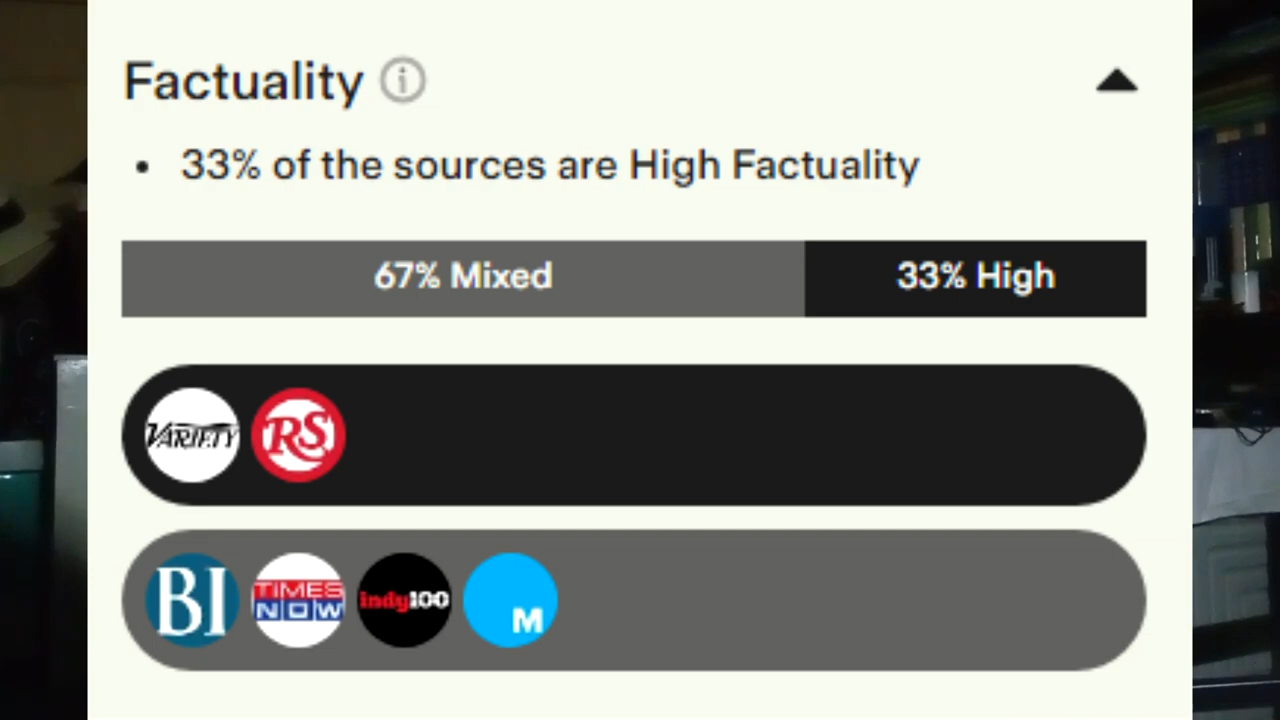 Factuality
• 33% of the sources are High Factuality
67% Mixed 33% High
VARIETY RS
BI TIMES NOW indy100 M